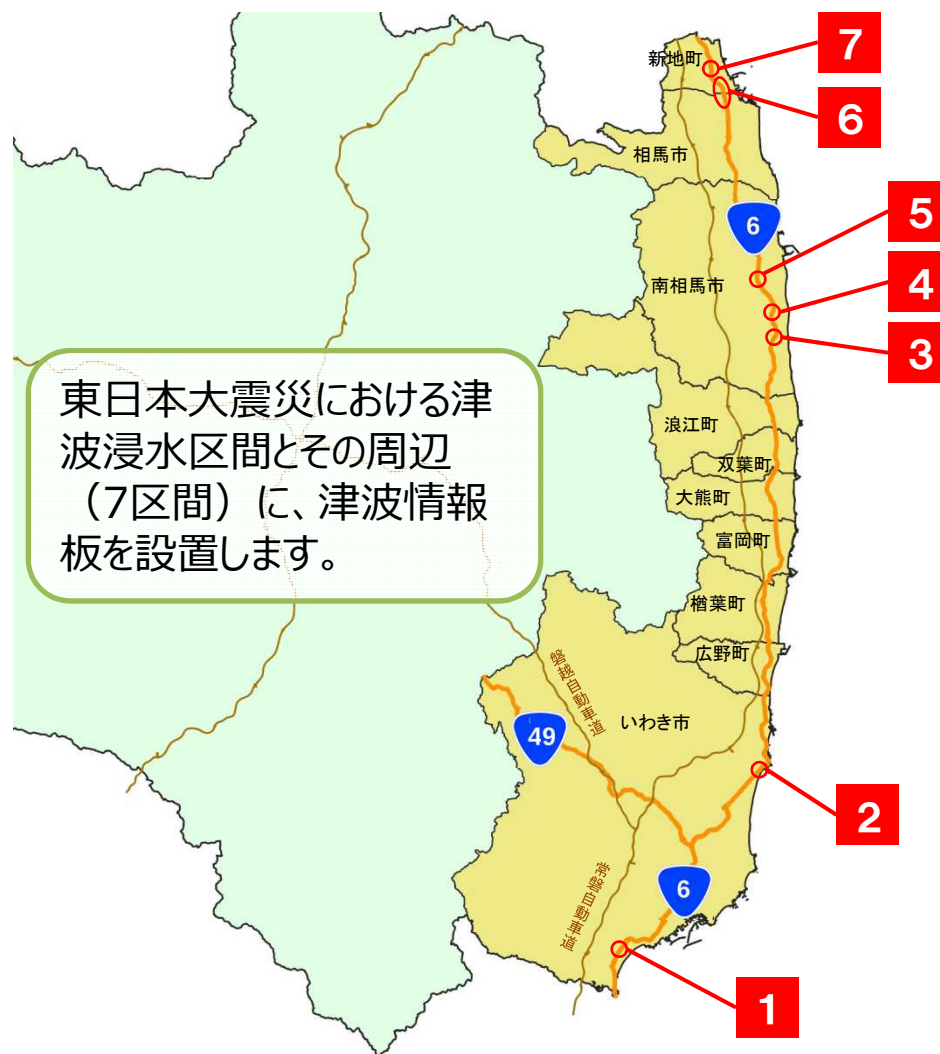 7
新地町
6
相馬市
5
6
南相馬市
4
3
東日本大震災における津
波浸水区間とその周辺
（7区間）に、津波情報
板を設置します。
浪江町
双葉町
大熊町
富岡町
楢葉町
広野町
磐越自動車道
いわき市
49
2
常磐自動車道
6
1